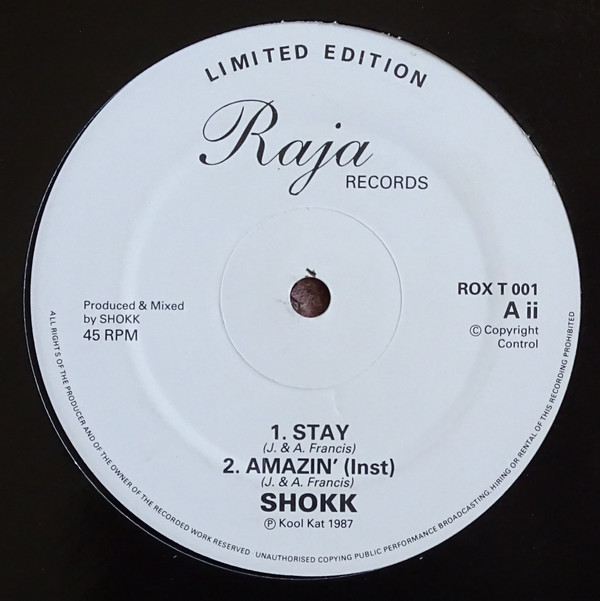 LIMITED EDITION
Raja
RECORDS
Produced & Mixed
by SHOKK
45 RPM
ROX T 001
A ii
© Copyright
Control
1. STAY
(J. & A. Francis)
2. AMAZIN' (Inst)
(J. & A. Francis)
SHOKK
℗ Kool Kat 1987
ALL RIGHTS OF THE PRODUCER AND OF THE OWNER OF THE RECORDED WORK RESERVED · UNAUTHORISED COPYING PUBLIC PERFORMANCE BROADCASTING, HIRING OR RENTAL OF THIS RECORDING PROHIBITED